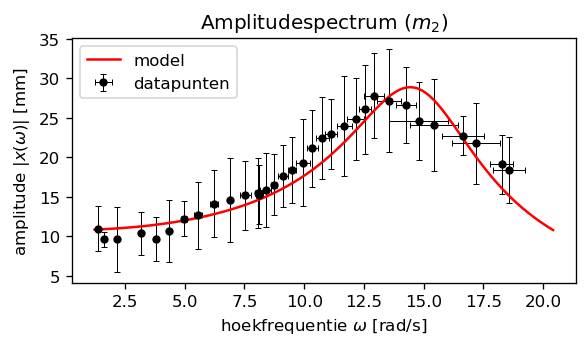 Amplitudespectrum (m₂)
model
datapunten
amplitude |x(ω)| [mm]
35
30
25
20
15
10
5
2.5 5.0 7.5 10.0 12.5 15.0 17.5 20.0
hoekfrequentie ω [rad/s]